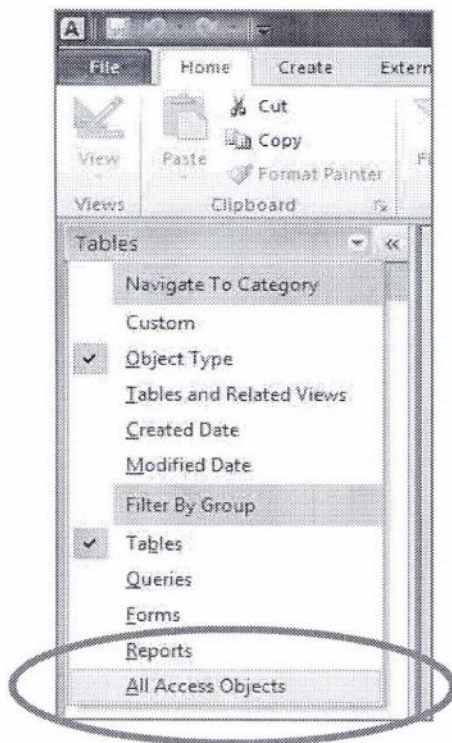 A
File Home Create Extern
View
Paste
Cut
Copy
Format Painter
Views Clipboard
Tables
Navigate To Category
Custom
Object Type
Tables and Related Views
Created Date
Modified Date
Filter By Group
Tables
Queries
Forms
Reports
All Access Objects